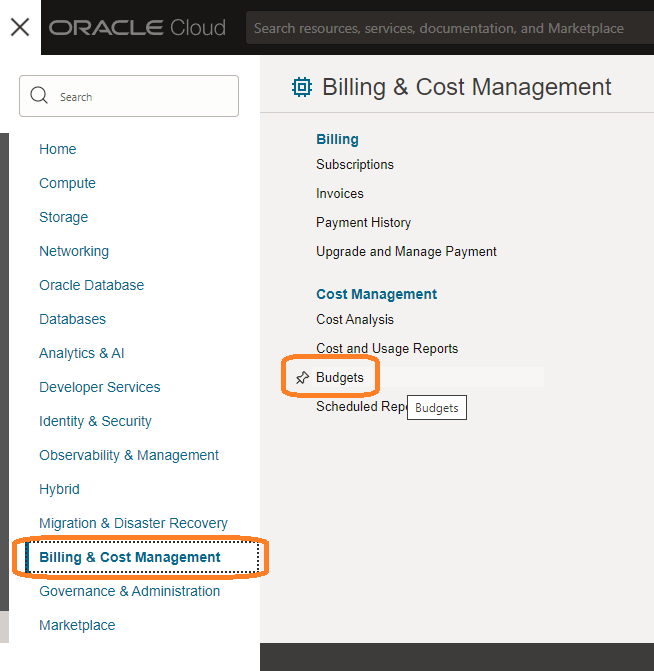 ORACLE Cloud
Search resources, services, documentation, and Marketplace
Search
Home
Compute
Storage
Networking
Oracle Database
Databases
Analytics & AI
Developer Services
Identity & Security
Observability & Management
Hybrid
Migration & Disaster Recovery
Billing & Cost Management
Governance & Administration
Marketplace
Billing & Cost Management
Billing
Subscriptions
Invoices
Payment History
Upgrade and Manage Payment
Cost Management
Cost Analysis
Cost and Usage Reports
Budgets
Scheduled Repo
Budgets